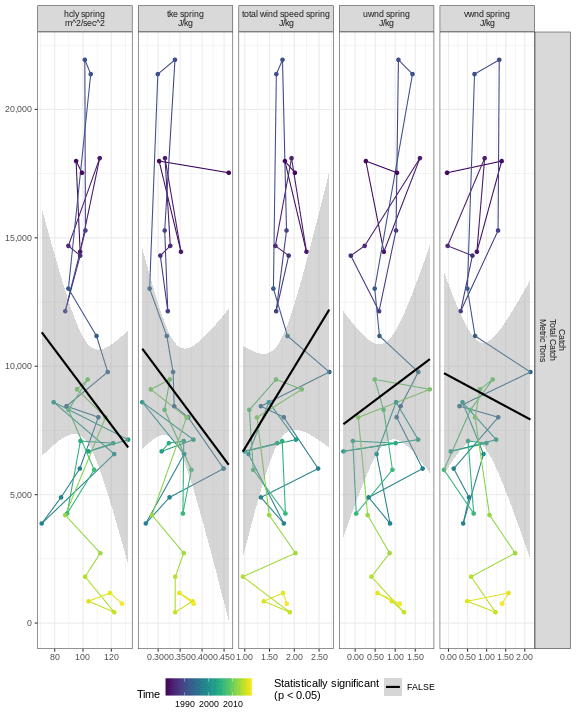 hdly spring
m^2/sec^2
tke spring
J/kg
total wind speed spring
J/kg
uwnd spring
J/kg
vwnd spring
J/kg
20,000
15,000
10,000
5,000
0
Catch
Total Catch
Metric Tons
80 100 120
0.300 0.350 0.400 0.450
1.00 1.50 2.00 2.50
0.00 0.50 1.00 1.50
0.00 0.50 1.00 1.50 2.00
Time
1990 2000 2010
Statistically significant
(p < 0.05)
FALSE